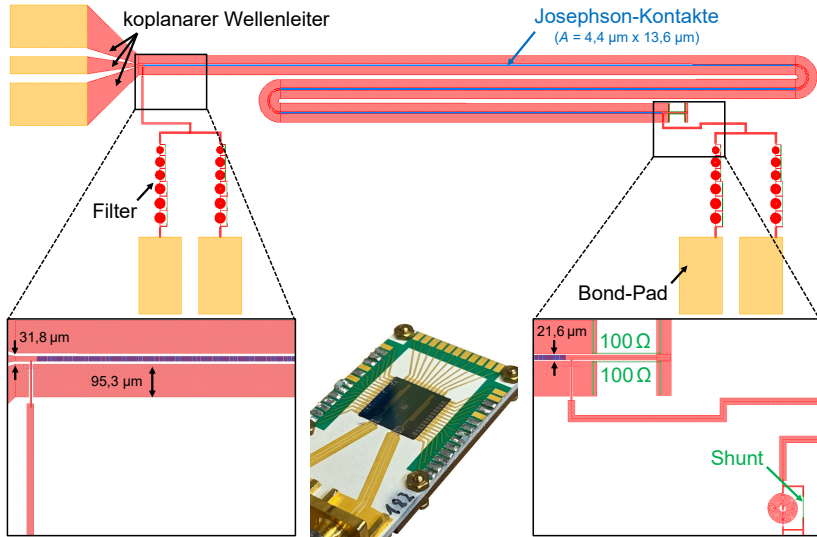 koplanarer Wellenleiter
Josephson-Kontakte
(A = 4,4 µm x 13,6 µm)
Filter
Bond-Pad
31,8 µm
95,3 µm
21,6 µm
100 Ω
100 Ω
Shunt